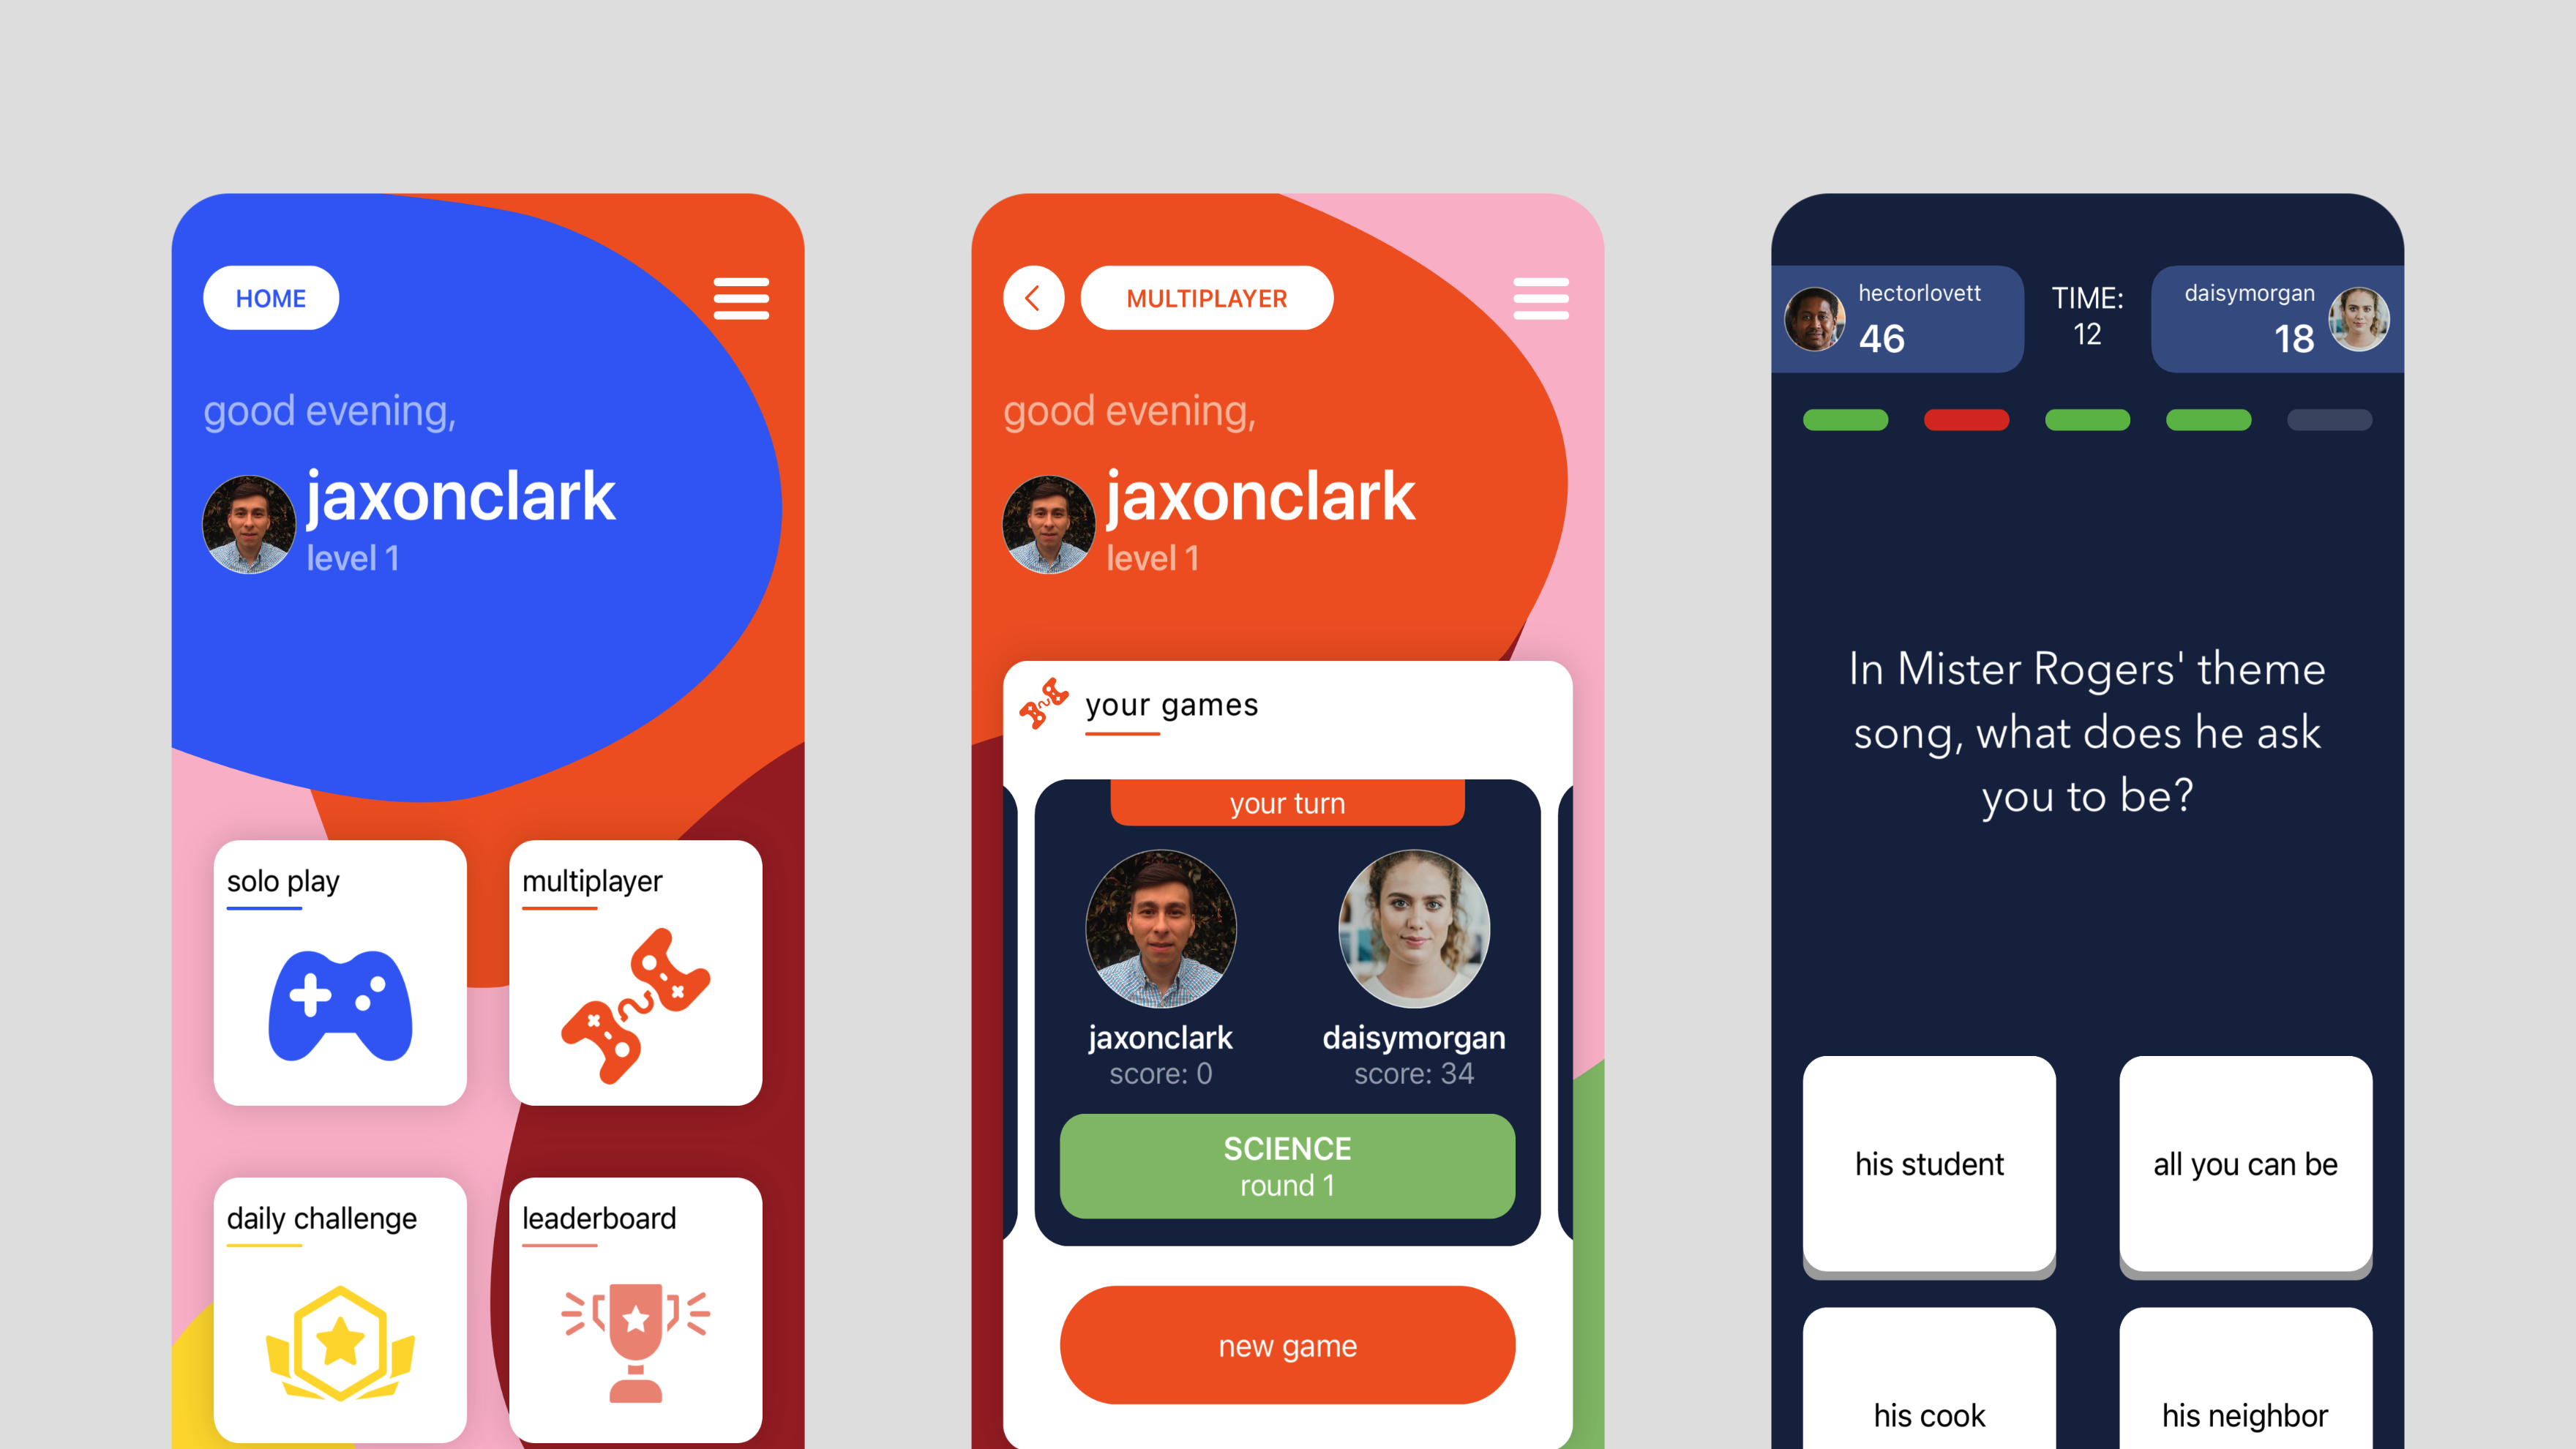 HOME
good evening,
jaxonclark
level 1
solo play
multiplayer
daily challenge
leaderboard
MULTIPLAYER
good evening,
jaxonclark
level 1
your games
your turn
jaxonclark
score: 0
daisymorgan
score: 34
SCIENCE
round 1
new game
hectorlovett
46
TIME:
12
daisymorgan
18
In Mister Rogers' theme
song, what does he ask
you to be?
his student
all you can be
his cook
his neighbor